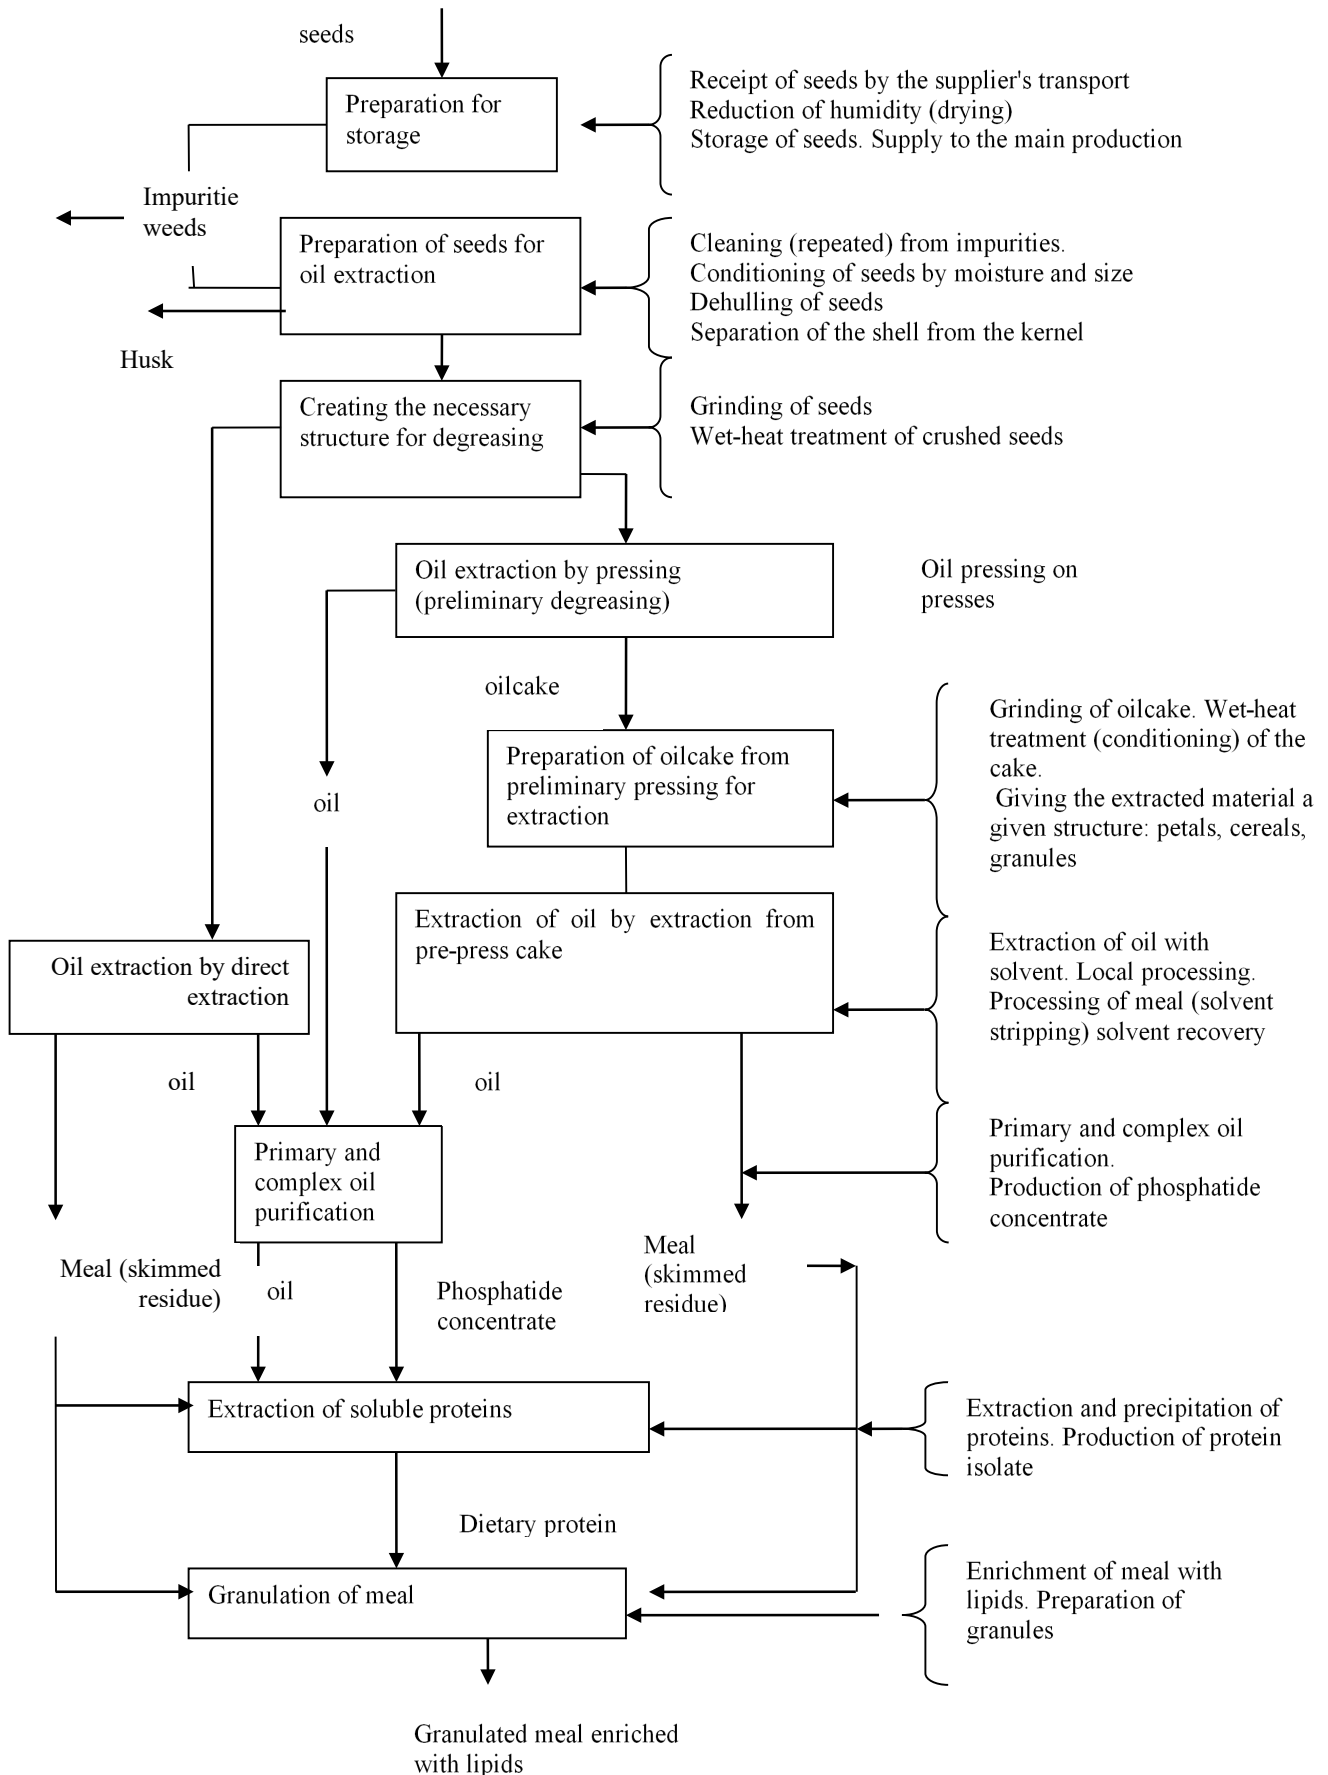 seeds
Preparation for
storage
Receipt of seeds by the supplier's transport
Reduction of humidity (drying)
Storage of seeds. Supply to the main production
Impuritie
weeds
Preparation of seeds for
oil extraction
Cleaning (repeated) from impurities.
Conditioning of seeds by moisture and size
Dehulling of seeds
Separation of the shell from the kernel
Husk
Creating the necessary
structure for degreasing
Grinding of seeds
Wet-heat treatment of crushed seeds
Oil extraction by pressing
(preliminary degreasing)
Oil pressing on
presses
oilcake
Preparation of oilcake from
preliminary pressing for
extraction
Grinding of oilcake. Wet-heat
treatment (conditioning) of the
cake.
Giving the extracted material a
given structure: petals, cereals,
granules
oil
Extraction of oil by extraction from
pre-press cake
Oil extraction by direct
extraction
Extraction of oil with
solvent. Local processing.
Processing of meal (solvent
stripping) solvent recovery
oil
oil
Primary and
complex oil
purification
Primary and complex oil
purification.
Production of phosphatide
concentrate
Meal (skimmed
residue)
oil
Phosphatide
concentrate
Meal
(skimmed
residue)
Extraction of soluble proteins
Extraction and precipitation of
proteins. Production of protein
isolate
Dietary protein
Granulation of meal
Enrichment of meal with
lipids. Preparation of
granules
Granulated meal enriched
with lipids